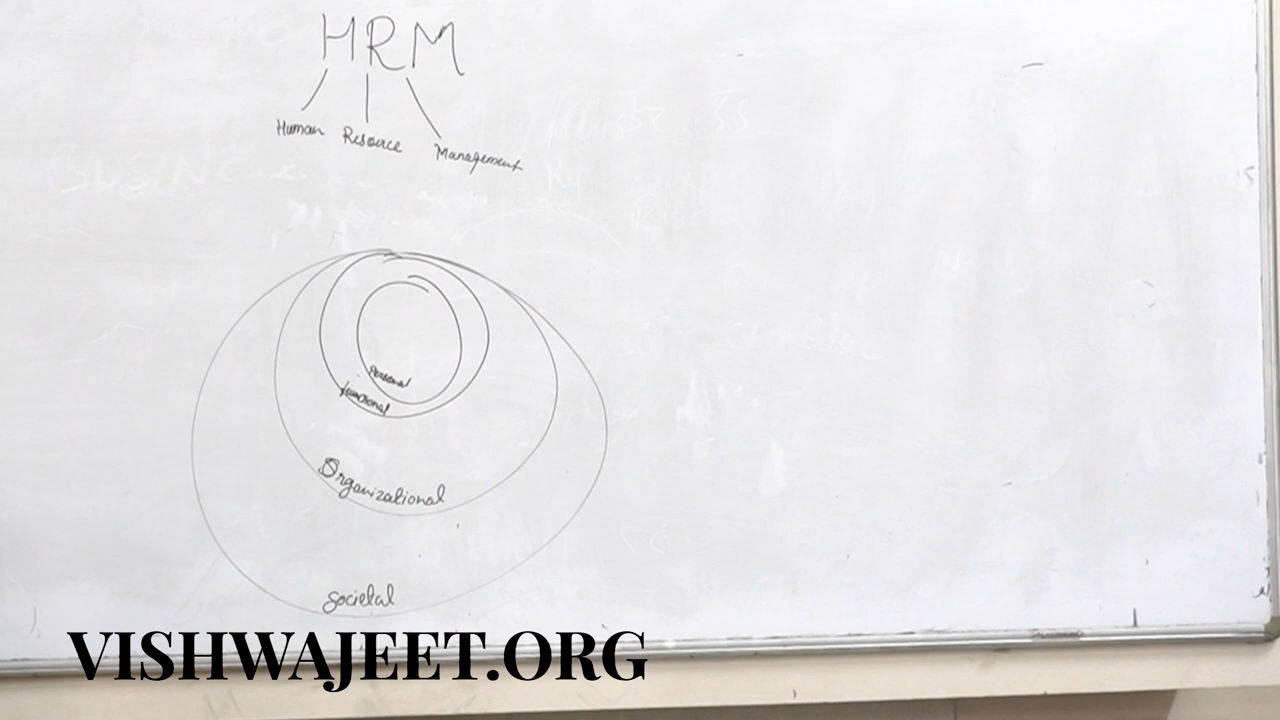 HRM
Human Resource Management
Personal
functional
Organizational
Societal
VISHWAJEET.ORG